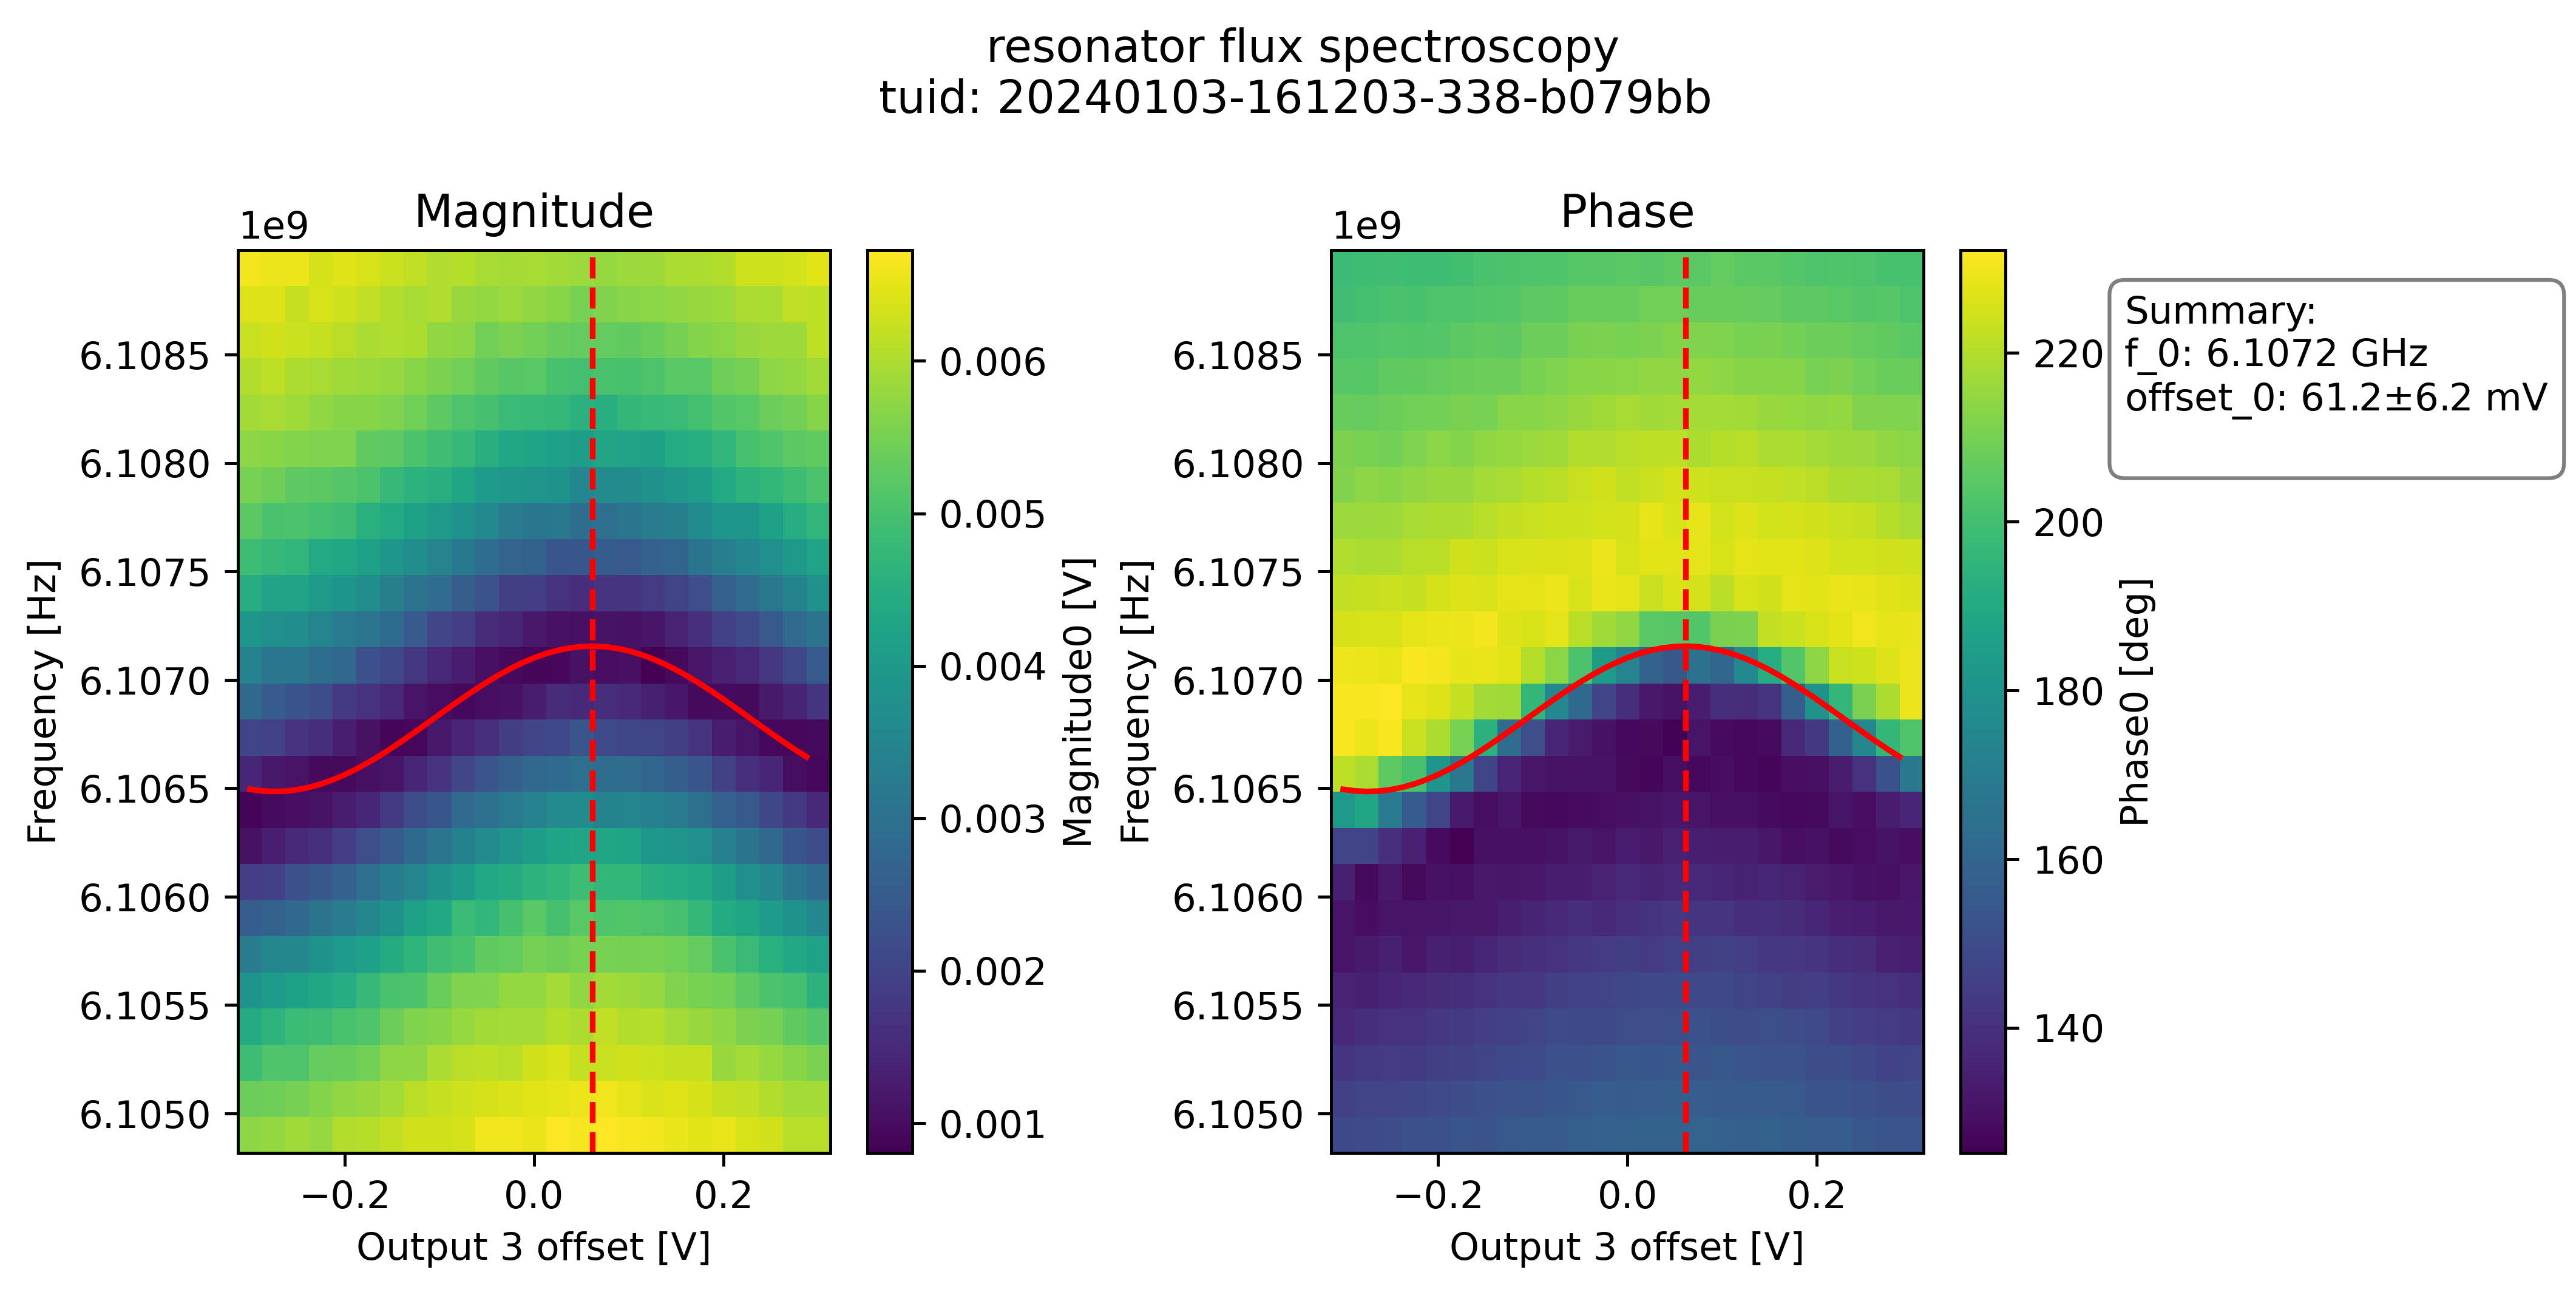 resonator flux spectroscopy
tuid: 20240103-161203-338-b079bb
Magnitude
1e9
6.1085
6.1080
6.1075
6.1070
6.1065
6.1060
6.1055
6.1050
Frequency [Hz]
−0.2
0.0
0.2
Output 3 offset [V]
0.006
0.005
0.004
0.003
0.002
0.001
Magnitude0 [V]
Phase
1e9
6.1085
6.1080
6.1075
6.1070
6.1065
6.1060
6.1055
6.1050
Frequency [Hz]
−0.2
0.0
0.2
Output 3 offset [V]
220
200
180
160
140
Phase0 [deg]
Summary:
f_0: 6.1072 GHz
offset_0: 61.2±6.2 mV